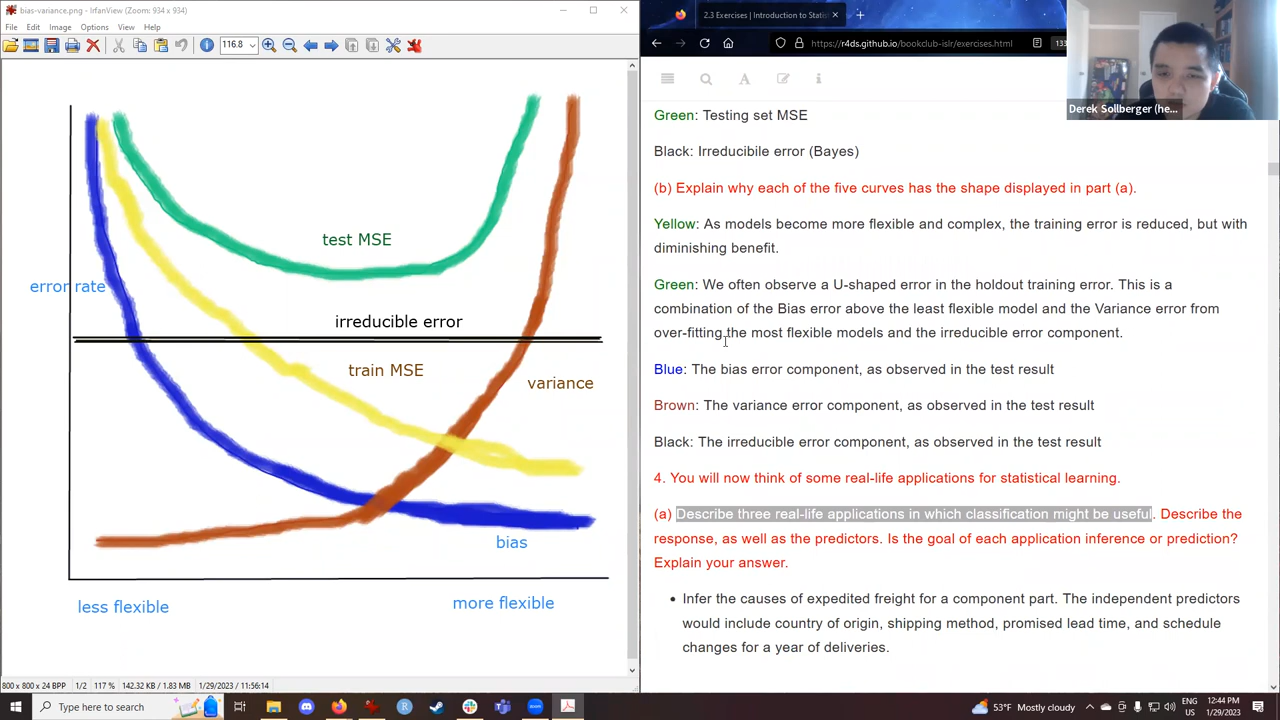 bias-variance.png - IrfanView (Zoom: 934 x 934)
File Edit Image Options View Help
116.8
test MSE
error rate
irreducible error
train MSE
variance
bias
less flexible
more flexible
800 x 800 x 24 BPP 1/2 117 % 142.32 KB / 1.83 MB 1/29/2023 / 11:56:14
2.3 Exercises | Introduction to Statis
https://r4ds.github.io/bookclub-islr/exercises.html
133
Derek Sollberger (he...
Green: Testing set MSE
Black: Irreducibile error (Bayes)
(b) Explain why each of the five curves has the shape displayed in part (a).
Yellow: As models become more flexible and complex, the training error is reduced, but with
diminishing benefit.
Green: We often observe a U-shaped error in the holdout training error. This is a
combination of the Bias error above the least flexible model and the Variance error from
over-fitting the most flexible models and the irreducible error component.
Blue: The bias error component, as observed in the test result
Brown: The variance error component, as observed in the test result
Black: The irreducible error component, as observed in the test result
4. You will now think of some real-life applications for statistical learning.
(a) Describe three real-life applications in which classification might be useful. Describe the
response, as well as the predictors. Is the goal of each application inference or prediction?
Explain your answer.
• Infer the causes of expedited freight for a component part. The independent predictors
would include country of origin, shipping method, promised lead time, and schedule
changes for a year of deliveries.
Type here to search
53°F Mostly cloudy
ENG
US
12:44 PM
1/29/2023